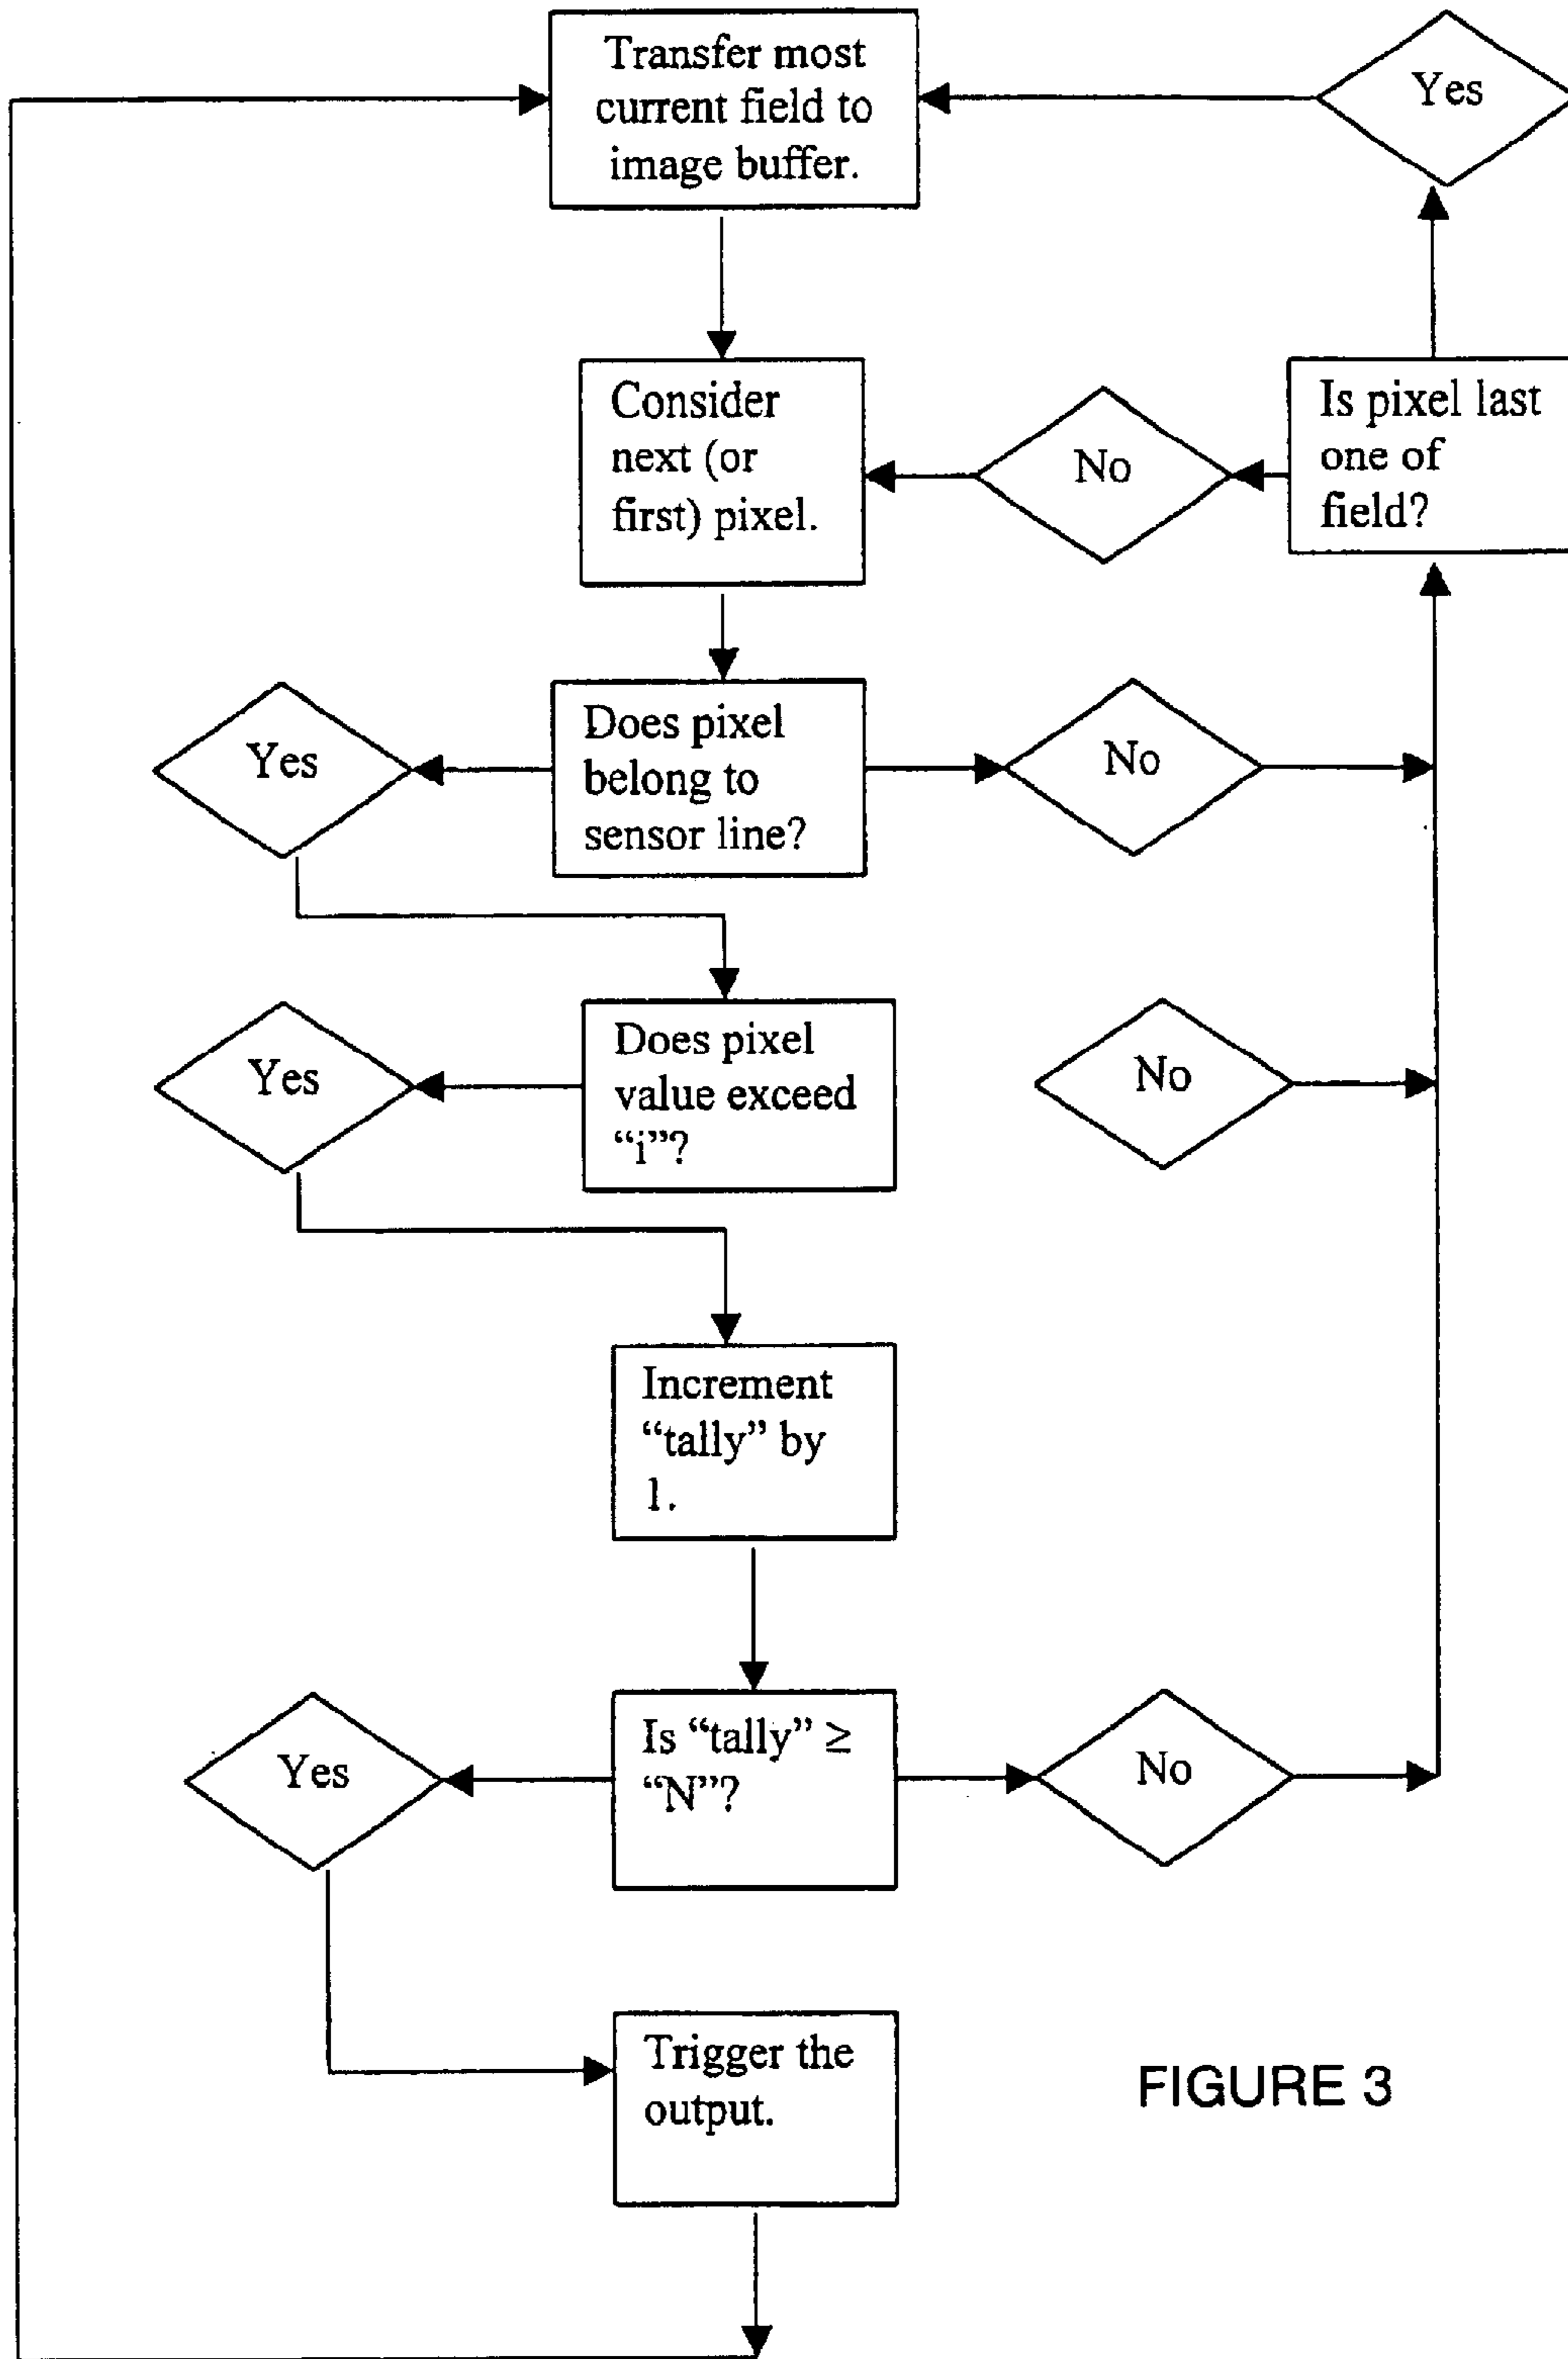 Transfer most
current field to
image buffer.
Yes
Consider
next (or
first) pixel.
No
Is pixel last
one of
field?
Yes
Does pixel
belong to
sensor line?
No
Yes
Does pixel
value exceed
“i”?
No
Increment
“tally” by
1.
Yes
Is “tally” ≥
“N”?
No
Trigger the
output.
FIGURE 3